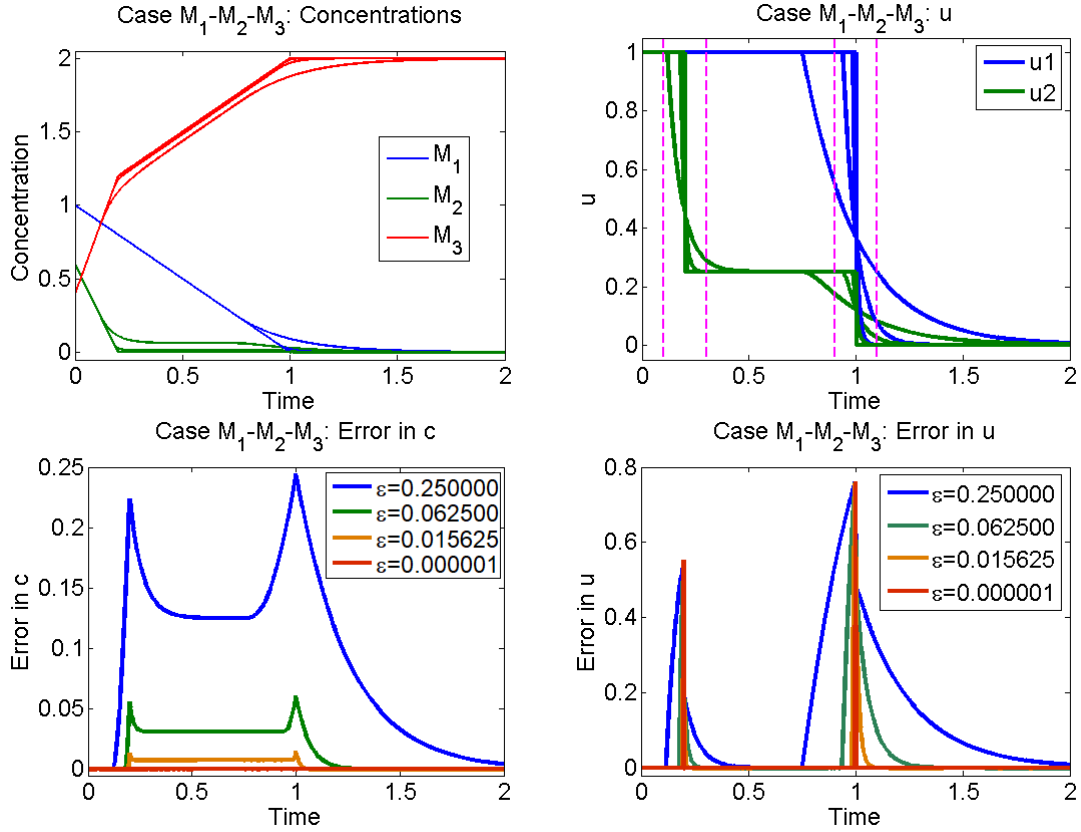 Case M₁-M₂-M₃: Concentrations
2
1.5
1
0.5
0
Concentration
M₁
M₂
M₃
0 0.5 1 1.5 2
Time
Case M₁-M₂-M₃: u
1
0.8
0.6
0.4
0.2
0
u
u1
u2
0 0.5 1 1.5 2
Time
Case M₁-M₂-M₃: Error in c
0.25
0.2
0.15
0.1
0.05
0
Error in c
ε=0.250000
ε=0.062500
ε=0.015625
ε=0.000001
0 0.5 1 1.5 2
Time
Case M₁-M₂-M₃: Error in u
0.8
0.6
0.4
0.2
0
Error in u
ε=0.250000
ε=0.062500
ε=0.015625
ε=0.000001
0 0.5 1 1.5 2
Time